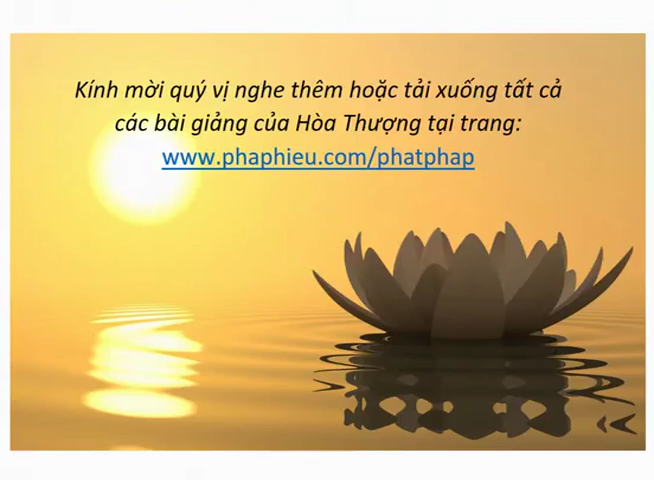 Kính mời quý vị nghe thêm hoặc tải xuống tất cả
các bài giảng của Hòa Thượng tại trang:
www.phaphieu.com/phatphap